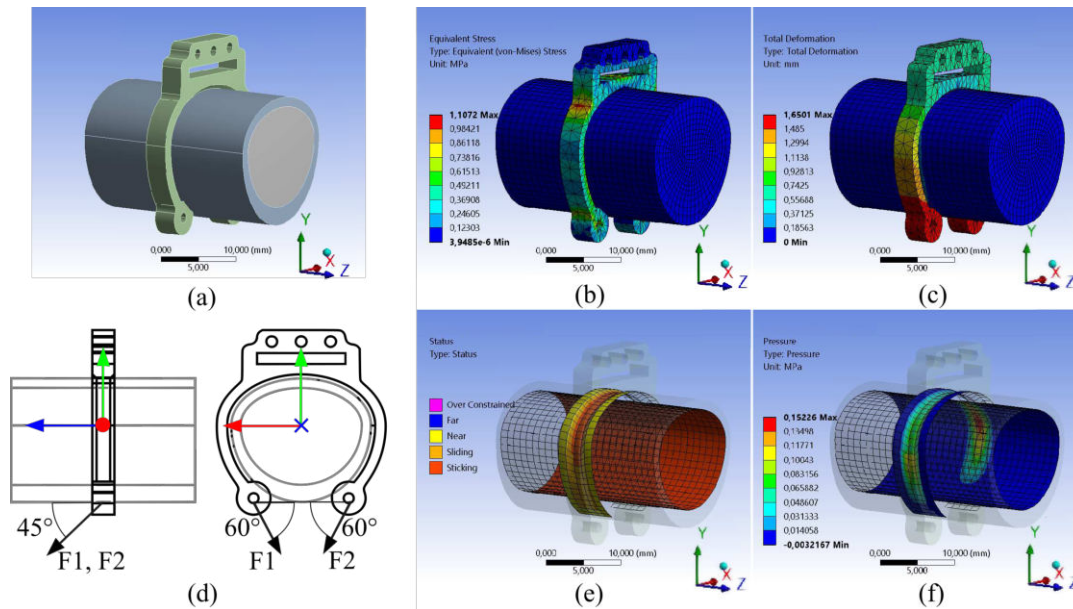 0,000
10,000 (mm)
5,000
Y
X
Z
(a)
Equivalent Stress
Type: Equivalent (von-Mises) Stress
Unit: MPa
1,1072 Max
0,98421
0,86118
0,73816
0,61513
0,49211
0,36908
0,24605
0,12303
3,9485e-6 Min
0,000
10,000 (mm)
5,000
Y
X
Z
(b)
Total Deformation
Type: Total Deformation
Unit: mm
1,6501 Max
1,485
1,2994
1,1138
0,92813
0,7425
0,55688
0,37125
0,18563
0 Min
0,000
10,000 (mm)
5,000
Y
X
Z
(c)
45°
F1, F2
60°
F1
60°
F2
(d)
Status
Type: Status
Over Constrained
Far
Near
Sliding
Sticking
0,000
10,000 (mm)
5,000
Y
X
Z
(e)
Pressure
Type: Pressure
Unit: MPa
0,15226 Max
0,13498
0,11771
0,10043
0,083156
0,065882
0,048607
0,031333
0,014058
-0,0032167 Min
0,000
10,000 (mm)
5,000
Y
X
Z
(f)